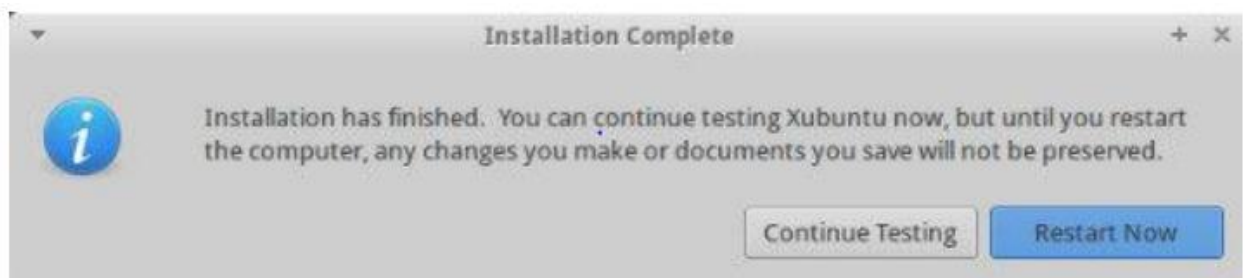 Installation Complete
Installation has finished. You can continue testing Xubuntu now, but until you restart
the computer, any changes you make or documents you save will not be preserved.
Continue Testing
Restart Now